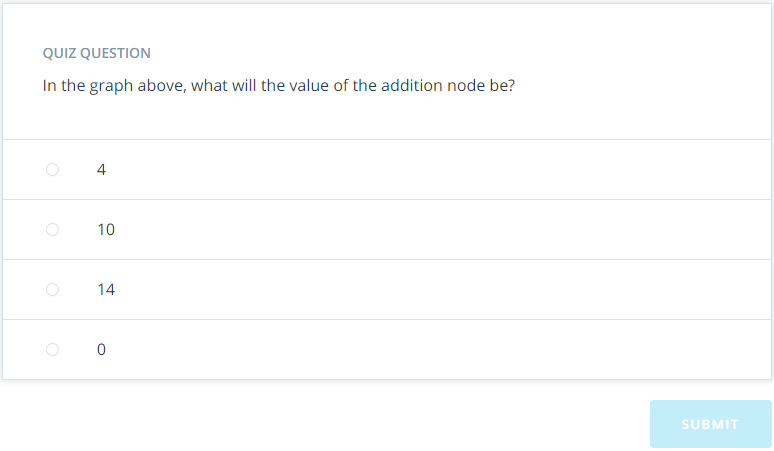 QUIZ QUESTION
In the graph above, what will the value of the addition node be?
4
10
14
0
SUBMIT